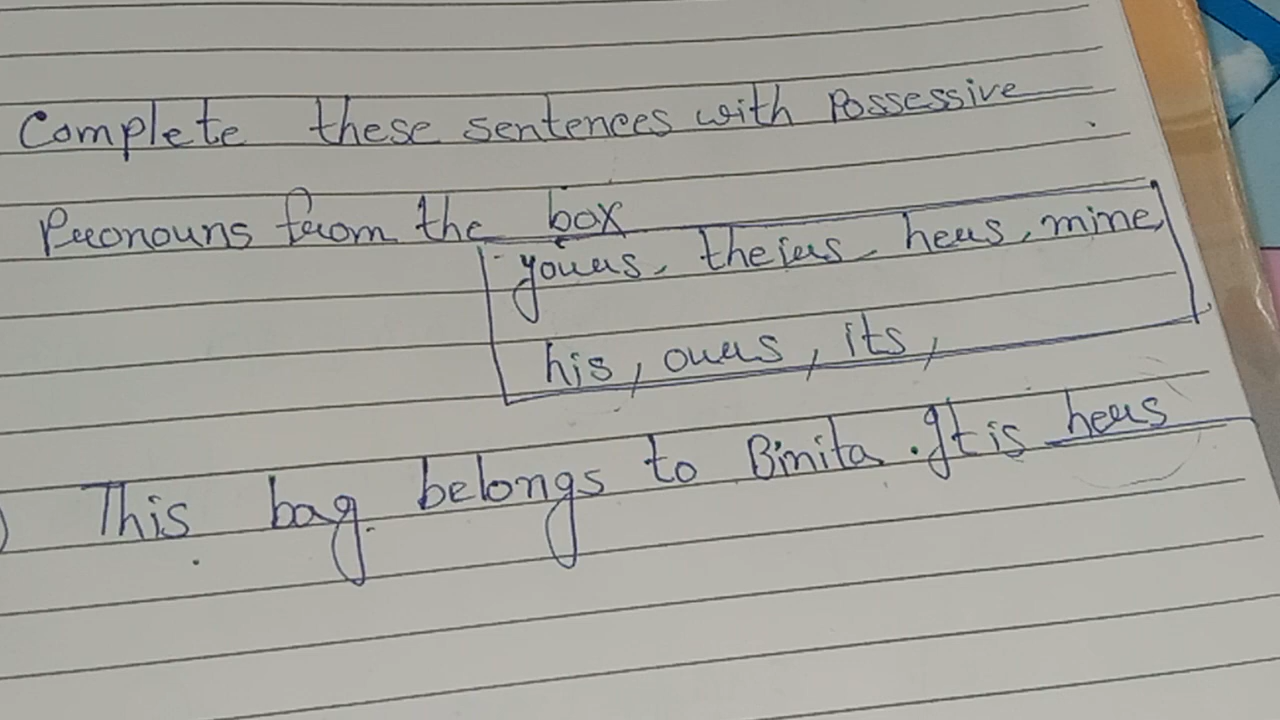 Complete these sentences with Possessive
Pronouns from the box
yours, theirs, hers, mine,
his, ours, its,
) This bag belongs to Binita. It is hers